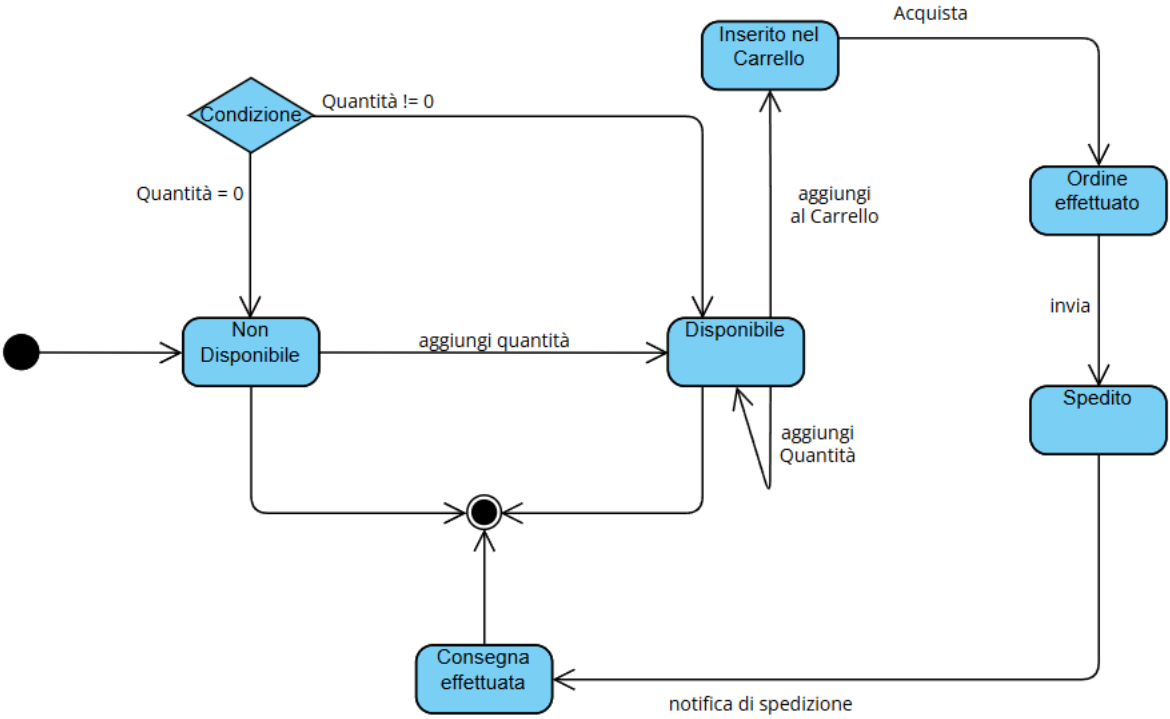 Acquista
Inserito nel
Carrello
Condizione
Quantità != 0
Quantità = 0
aggiungi
al Carrello
Ordine
effettuato
invia
Non
Disponibile
aggiungi quantità
Disponibile
Spedito
aggiungi
Quantità
Consegna
effettuata
notifica di spedizione